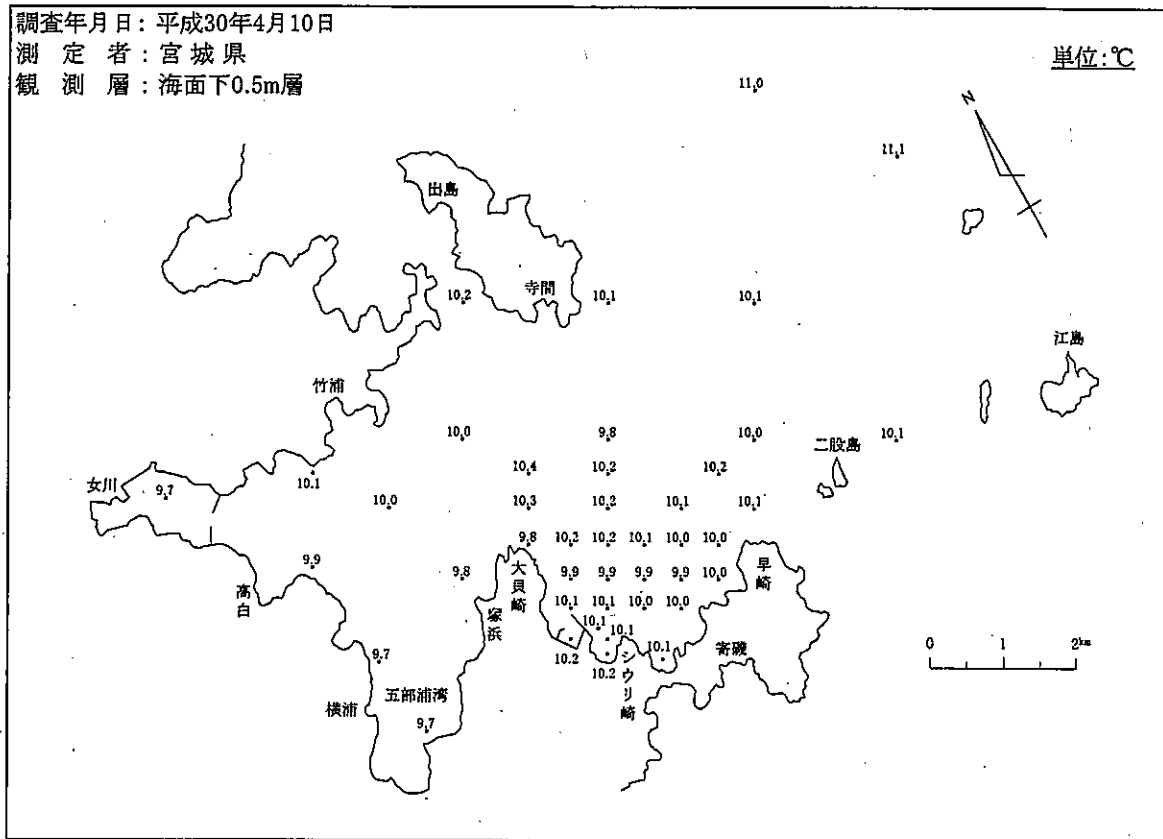 調査年月日：平成30年4月10日
測定者：宮城県
観測層：海面下0.5m層
単位:℃
11.0
N
11.1
出島
寺間
10.2
10.1
10.1
江島
竹浦
10.0
9.8
10.0
10.1
二股島
10.4
10.2
10.2
女川
9.7
10.1
10.0
10.3
10.2
10.1
10.1
9.8
10.2
10.2
10.1
10.0
10.0
9.9
9.8
大貝崎
9.9
9.9
9.9
9.9
10.0
早崎
高白
塚浜
10.1
10.1
10.0
10.0
10.1
10.1
10.2
10.2
10.1
シウリ崎
寄磯
0 1 2km
9.7
五部浦湾
横浦
9.7